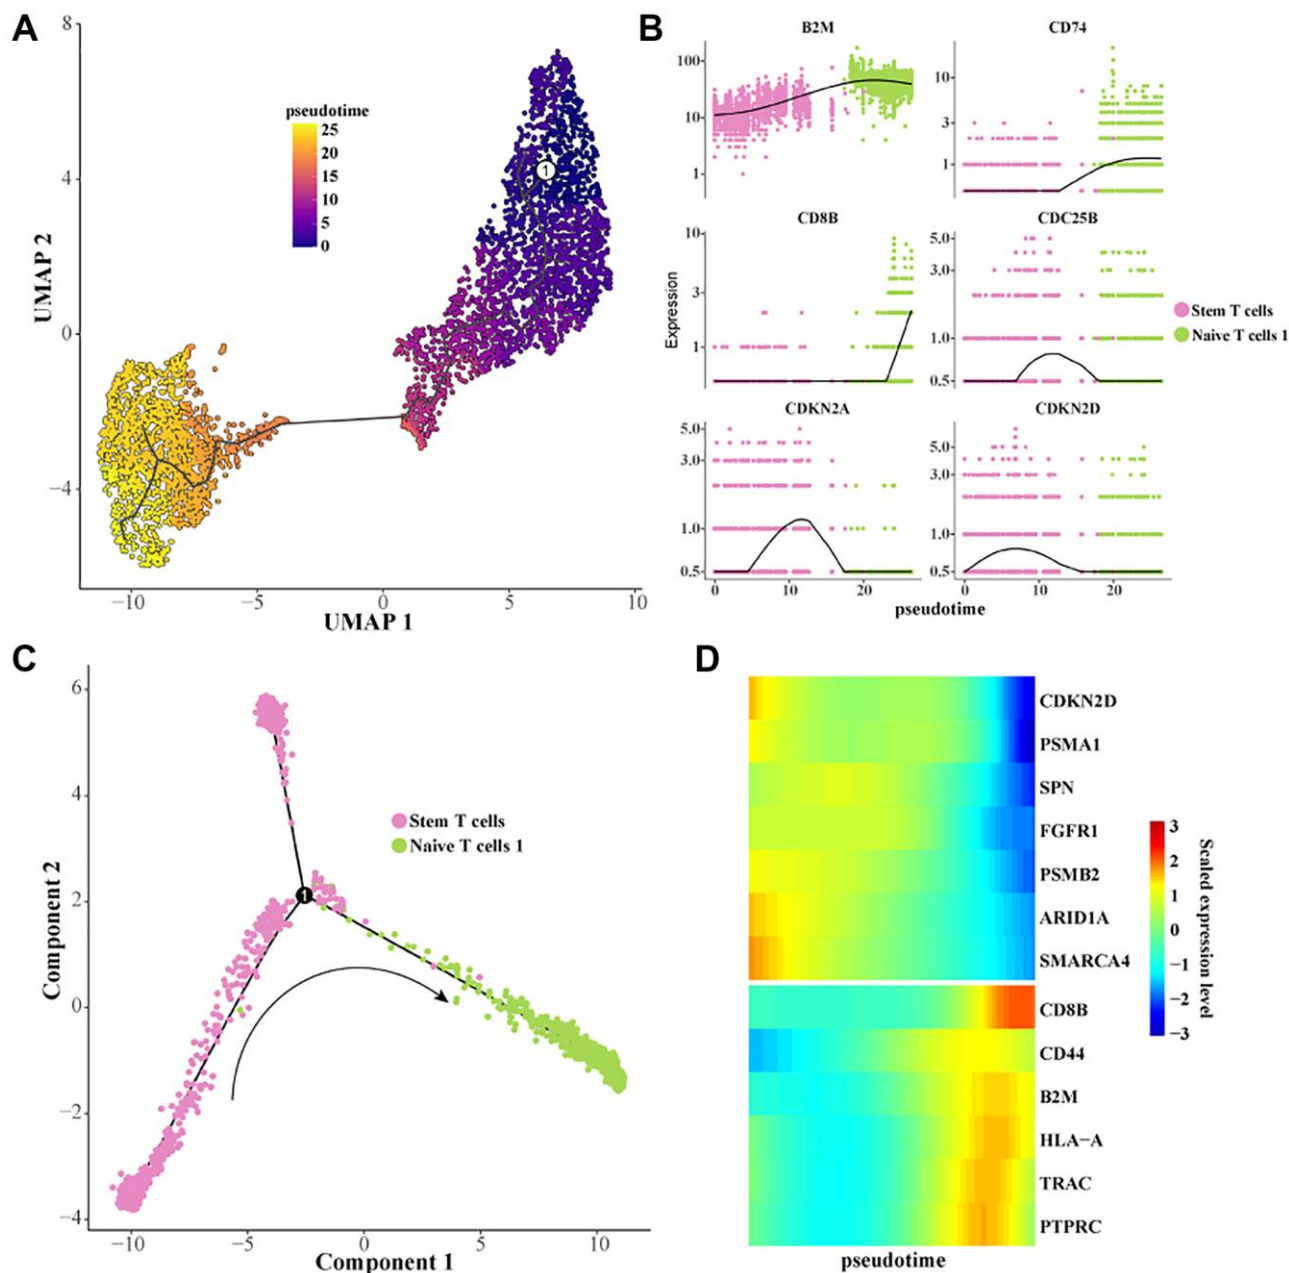 A
8
4
0
−4
UMAP 2
pseudotime
25
20
15
10
5
0
1
−10
−5
0
5
10
UMAP 1
B
B2M
100
10
1
CD74
10
3
1
CD8B
10
3
1
CDC25B
5.0
3.0
1.0
0.5
Expression
Stem T cells
Naive T cells 1
CDKN2A
5.0
3.0
1.0
0.5
0
10
20
CDKN2D
5.0
3.0
1.0
0.5
0
10
20
pseudotime
C
6
4
2
0
−2
−4
Component 2
Stem T cells
Naive T cells 1
1
−10
−5
0
5
10
Component 1
D
CDKN2D
PSMA1
SPN
FGFR1
PSMB2
ARID1A
SMARCA4
CD8B
CD44
B2M
HLA−A
TRAC
PTPRC
pseudotime
3
2
1
0
−1
−2
−3
Scaled expression level